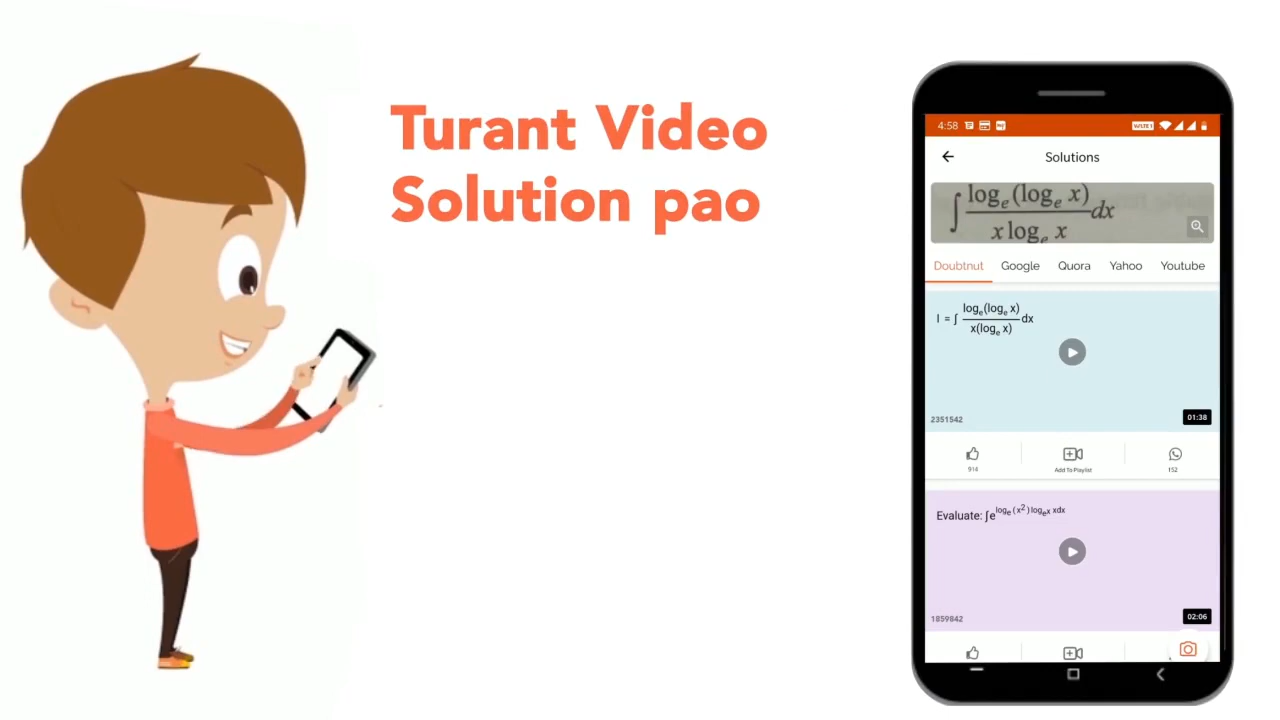 Turant Video
Solution pao
4:58
Solutions
∫ logₑ(logₑ x) / x logₑ x dx
Doubtnut Google Quora Yahoo Youtube
I = ∫ logₑ(logₑ x) / x(logₑ x) dx
2351542 01:38
914 Add To Playlist 152
Evaluate: ∫e^logₑ(x²)logₑx xdx
1859842 02:06